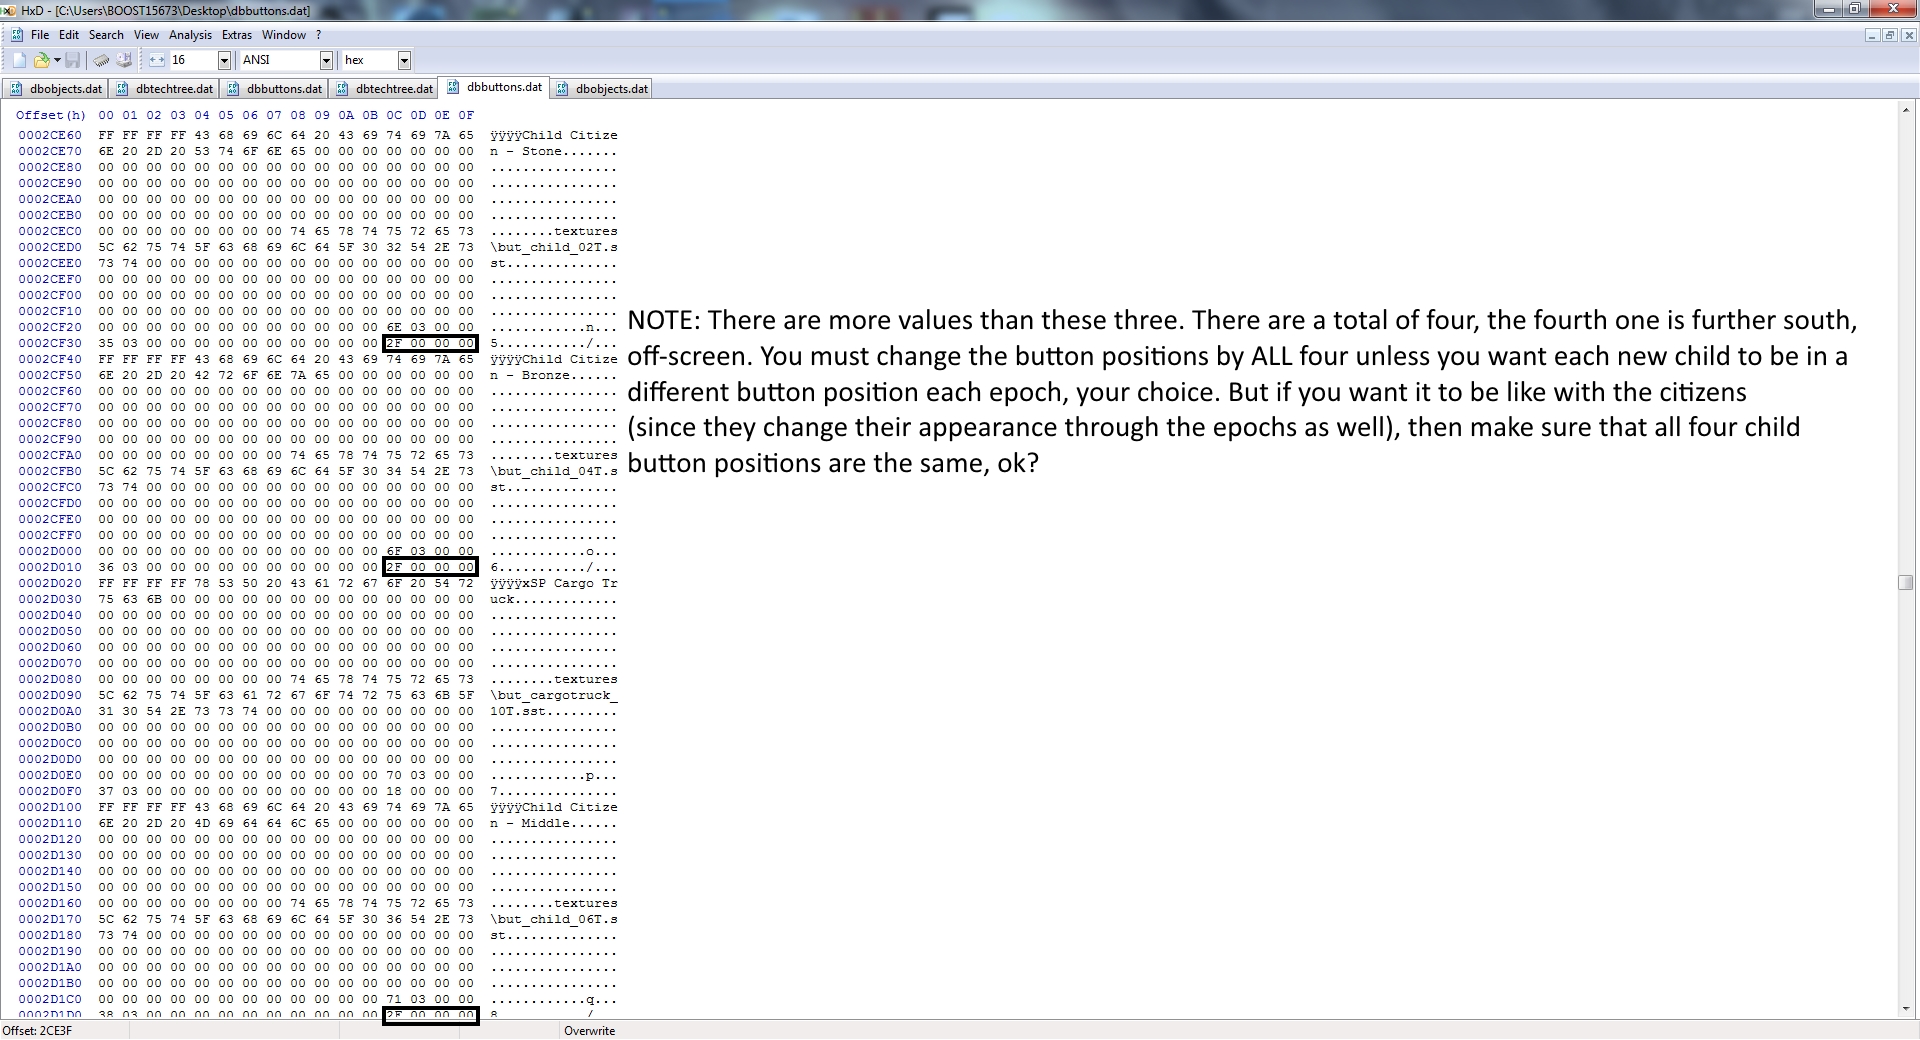 HxD - [C:\Users\BOOST15673\Desktop\dbbuttons.dat]
File Edit Search View Analysis Extras Window ?
16 ANSI hex
dbobjects.dat dbtechtree.dat dbbuttons.dat dbtechtree.dat dbbuttons.dat dbobjects.dat
Offset(h) 00 01 02 03 04 05 06 07 08 09 0A 0B 0C 0D 0E 0F
0002CE60 FF FF FF FF 43 68 69 6C 64 20 43 69 74 69 7A 65 ÿÿÿÿChild Citize
0002CE70 6E 20 2D 20 53 74 6F 6E 65 00 00 00 00 00 00 00 n - Stone.......
0002CE80 00 00 00 00 00 00 00 00 00 00 00 00 00 00 00 00 ................
0002CE90 00 00 00 00 00 00 00 00 00 00 00 00 00 00 00 00 ................
0002CEA0 00 00 00 00 00 00 00 00 00 00 00 00 00 00 00 00 ................
0002CEB0 00 00 00 00 00 00 00 00 00 00 00 00 00 00 00 00 ................
0002CEC0 00 00 00 00 00 00 00 00 74 65 78 74 75 72 65 73 ........textures
0002CED0 5C 62 75 74 5F 63 68 69 6C 64 5F 30 32 54 2E 73 \but_child_02T.s
0002CEE0 73 74 00 00 00 00 00 00 00 00 00 00 00 00 00 00 st..............
0002CEF0 00 00 00 00 00 00 00 00 00 00 00 00 00 00 00 00 ................
0002CF00 00 00 00 00 00 00 00 00 00 00 00 00 00 00 00 00 ................
0002CF10 00 00 00 00 00 00 00 00 00 00 00 00 00 00 00 00 ................
0002CF20 00 00 00 00 00 00 00 00 00 00 00 00 6E 03 00 00 ............n...
0002CF30 35 03 00 00 00 00 00 00 00 00 00 00 2F 00 00 00 5.........../...
0002CF40 FF FF FF FF 43 68 69 6C 64 20 43 69 74 69 7A 65 ÿÿÿÿChild Citize
0002CF50 6E 20 2D 20 42 72 6F 6E 7A 65 00 00 00 00 00 00 n - Bronze......
0002CF60 00 00 00 00 00 00 00 00 00 00 00 00 00 00 00 00 ................
0002CF70 00 00 00 00 00 00 00 00 00 00 00 00 00 00 00 00 ................
0002CF80 00 00 00 00 00 00 00 00 00 00 00 00 00 00 00 00 ................
0002CF90 00 00 00 00 00 00 00 00 00 00 00 00 00 00 00 00 ................
0002CFA0 00 00 00 00 00 00 00 00 74 65 78 74 75 72 65 73 ........textures
0002CFB0 5C 62 75 74 5F 63 68 69 6C 64 5F 30 34 54 2E 73 \but_child_04T.s
0002CFC0 73 74 00 00 00 00 00 00 00 00 00 00 00 00 00 00 st..............
0002CFD0 00 00 00 00 00 00 00 00 00 00 00 00 00 00 00 00 ................
0002CFE0 00 00 00 00 00 00 00 00 00 00 00 00 00 00 00 00 ................
0002CFF0 00 00 00 00 00 00 00 00 00 00 00 00 00 00 00 00 ................
0002D000 00 00 00 00 00 00 00 00 00 00 00 00 6F 03 00 00 ............o...
0002D010 36 03 00 00 00 00 00 00 00 00 00 00 2F 00 00 00 6.........../...
0002D020 FF FF FF FF 78 53 50 20 43 61 72 67 6F 20 54 72 ÿÿÿÿxSP Cargo Tr
0002D030 75 63 6B 00 00 00 00 00 00 00 00 00 00 00 00 00 uck.............
0002D040 00 00 00 00 00 00 00 00 00 00 00 00 00 00 00 00 ................
0002D050 00 00 00 00 00 00 00 00 00 00 00 00 00 00 00 00 ................
0002D060 00 00 00 00 00 00 00 00 00 00 00 00 00 00 00 00 ................
0002D070 00 00 00 00 00 00 00 00 00 00 00 00 00 00 00 00 ................
0002D080 00 00 00 00 00 00 00 00 74 65 78 74 75 72 65 73 ........textures
0002D090 5C 62 75 74 5F 63 61 72 67 6F 74 72 75 63 6B 5F \but_cargotruck_
0002D0A0 31 30 54 2E 73 73 74 00 00 00 00 00 00 00 00 00 10T.sst.........
0002D0B0 00 00 00 00 00 00 00 00 00 00 00 00 00 00 00 00 ................
0002D0C0 00 00 00 00 00 00 00 00 00 00 00 00 00 00 00 00 ................
0002D0D0 00 00 00 00 00 00 00 00 00 00 00 00 00 00 00 00 ................
0002D0E0 00 00 00 00 00 00 00 00 00 00 00 00 70 03 00 00 ............p...
0002D0F0 37 03 00 00 00 00 00 00 00 00 00 00 18 00 00 00 7...............
0002D100 FF FF FF FF 43 68 69 6C 64 20 43 69 74 69 7A 65 ÿÿÿÿChild Citize
0002D110 6E 20 2D 20 4D 69 64 64 6C 65 00 00 00 00 00 00 n - Middle......
0002D120 00 00 00 00 00 00 00 00 00 00 00 00 00 00 00 00 ................
0002D130 00 00 00 00 00 00 00 00 00 00 00 00 00 00 00 00 ................
0002D140 00 00 00 00 00 00 00 00 00 00 00 00 00 00 00 00 ................
0002D150 00 00 00 00 00 00 00 00 00 00 00 00 00 00 00 00 ................
0002D160 00 00 00 00 00 00 00 00 74 65 78 74 75 72 65 73 ........textures
0002D170 5C 62 75 74 5F 63 68 69 6C 64 5F 30 36 54 2E 73 \but_child_06T.s
0002D180 73 74 00 00 00 00 00 00 00 00 00 00 00 00 00 00 st..............
0002D190 00 00 00 00 00 00 00 00 00 00 00 00 00 00 00 00 ................
0002D1A0 00 00 00 00 00 00 00 00 00 00 00 00 00 00 00 00 ................
0002D1B0 00 00 00 00 00 00 00 00 00 00 00 00 00 00 00 00 ................
0002D1C0 00 00 00 00 00 00 00 00 00 00 00 00 71 03 00 00 ............q...
0002D1D0 38 03 00 00 00 00 00 00 00 00 00 00 2F 00 00 00 8 /
NOTE: There are more values than these three. There are a total of four, the fourth one is further south,
off-screen. You must change the button positions by ALL four unless you want each new child to be in a
different button position each epoch, your choice. But if you want it to be like with the citizens
(since they change their appearance through the epochs as well), then make sure that all four child
button positions are the same, ok?
Offset: 2CE3F Overwrite